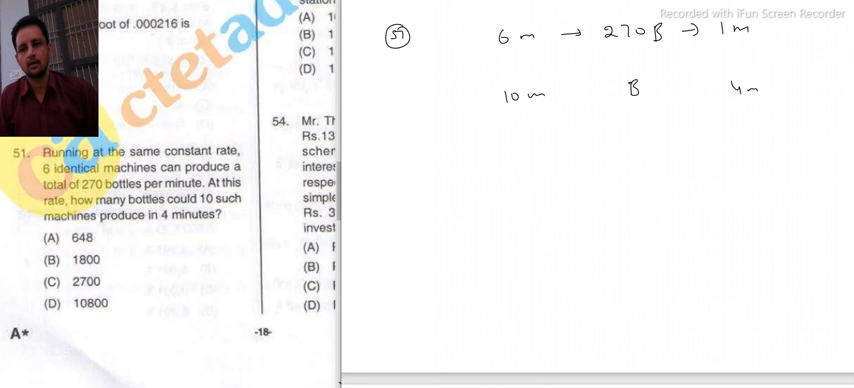 Recorded with iFun Screen Recorder
oot of .000216 is
(A) 1
(B) 1
(C) 1
(D) 1
ctetad
51. Running at the same constant rate,
6 identical machines can produce a
total of 270 bottles per minute. At this
rate, how many bottles could 10 such
machines produce in 4 minutes?
(A) 648
(B) 1800
(C) 2700
(D) 10800
54. Mr. Th
Rs.13
schem
interes
respe
simple
Rs. 3
invest
(A)
(B)
(C)
(D)
A*
-18-
51 6 m → 270 B → 1 m
10 m B 4 m